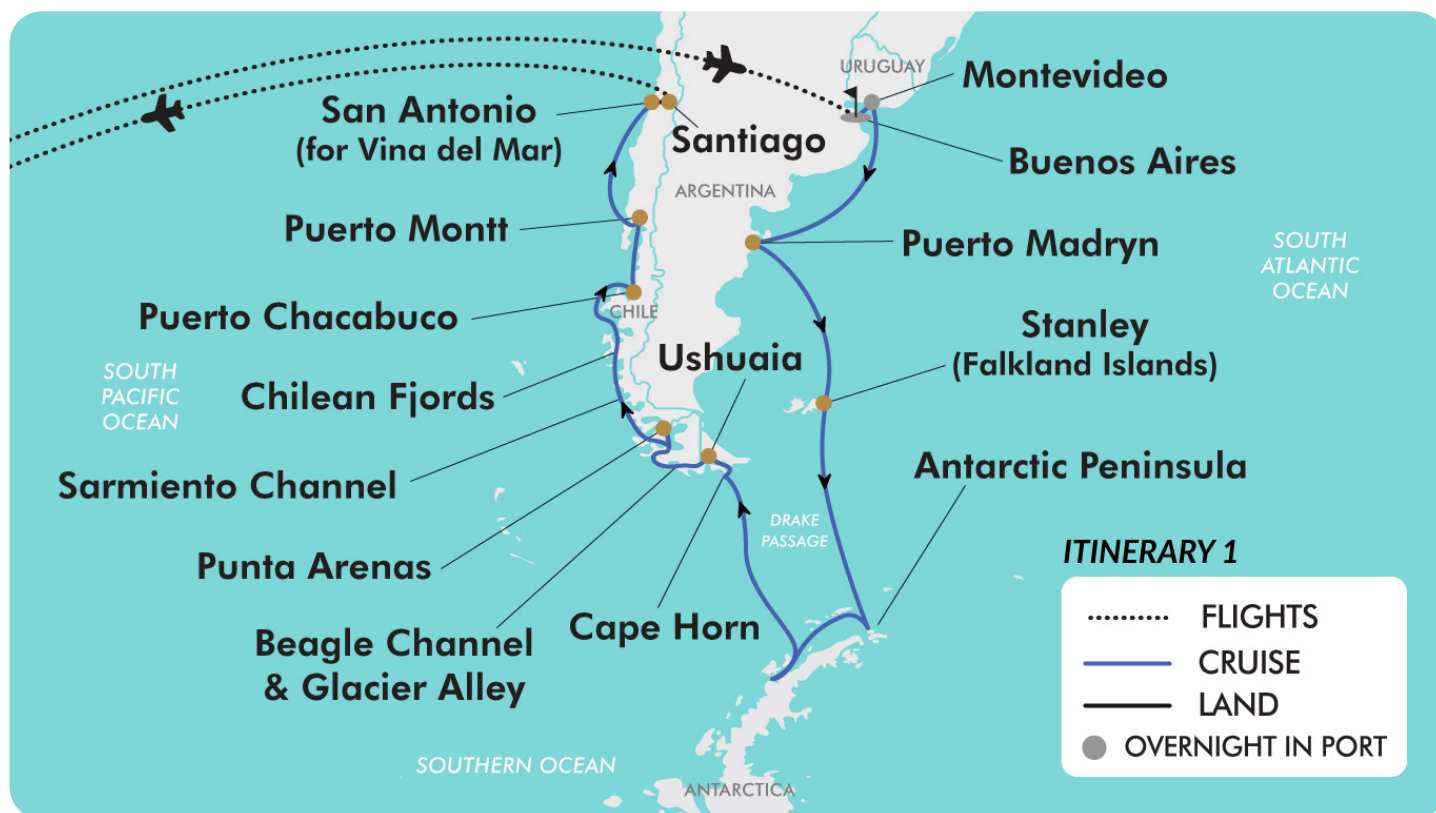 URUGUAY
Montevideo
San Antonio
(for Vina del Mar)
Santiago
Buenos Aires
ARGENTINA
Puerto Montt
Puerto Madryn
SOUTH
ATLANTIC
OCEAN
Puerto Chacabuco
CHILE
Stanley
(Falkland Islands)
Ushuaia
SOUTH
PACIFIC
OCEAN
Chilean Fjords
Sarmiento Channel
Antarctic Peninsula
DRAKE
PASSAGE
Punta Arenas
Cape Horn
Beagle Channel
& Glacier Alley
ITINERARY 1
FLIGHTS
CRUISE
LAND
OVERNIGHT IN PORT
SOUTHERN OCEAN
ANTARCTICA